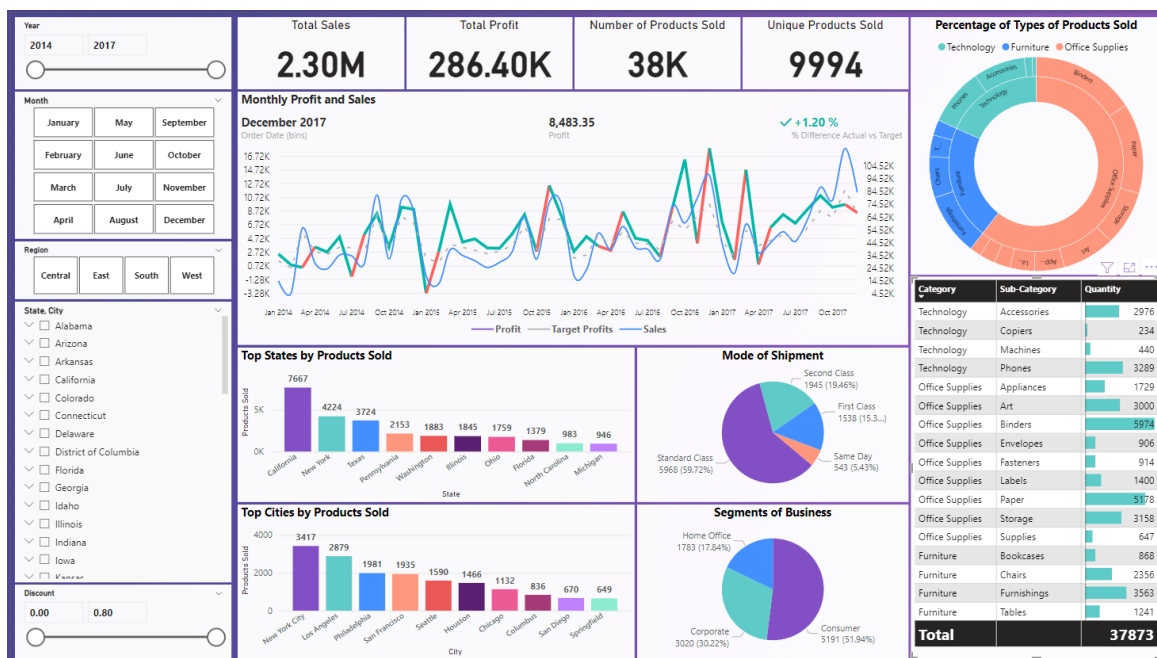 Year
2014
2017
Month
January
May
September
February
June
October
March
July
November
April
August
December
Region
Central
East
South
West
State, City
Alabama
Arizona
Arkansas
California
Colorado
Connecticut
Delaware
District of Columbia
Florida
Georgia
Idaho
Illinois
Indiana
Iowa
Kansas
Discount
0.00
0.80
Total Sales
2.30M
Total Profit
286.40K
Number of Products Sold
38K
Unique Products Sold
9994
Monthly Profit and Sales
December 2017
Order Date (bins)
8,483.35
Profit
+1.20 %
% Difference Actual vs Target
16.72K
14.72K
12.72K
10.72K
8.72K
6.72K
4.72K
2.72K
0.72K
-1.28K
-3.28K
104.52K
94.52K
84.52K
74.52K
64.52K
54.52K
44.52K
34.52K
24.52K
14.52K
4.52K
Jan 2014
Apr 2014
Jul 2014
Oct 2014
Jan 2015
Apr 2015
Jul 2015
Oct 2015
Jan 2016
Apr 2016
Jul 2016
Oct 2016
Jan 2017
Apr 2017
Jul 2017
Oct 2017
Profit
Target Profits
Sales
Top States by Products Sold
Products Sold
5K
0K
7667
4224
3724
2153
1883
1845
1759
1379
983
946
California
New York
Texas
Pennsylvania
Washington
Illinois
Ohio
Florida
North Carolina
Michigan
State
Mode of Shipment
Second Class
1945 (19.46%)
First Class
1538 (15.3...)
Same Day
543 (5.43%)
Standard Class
5968 (59.72%)
Top Cities by Products Sold
Products Sold
4000
2000
0
3417
2879
1981
1935
1590
1466
1132
836
670
649
New York City
Los Angeles
Philadelphia
San Francisco
Seattle
Houston
Chicago
Columbus
San Diego
Springfield
City
Segments of Business
Home Office
1783 (17.84%)
Corporate
3020 (30.22%)
Consumer
5191 (51.94%)
Percentage of Types of Products Sold
Technology
Furniture
Office Supplies
Binders
Paper
Storage
Art
App...
La...
Office Supplies
Furnishings
Chairs
T...
Furniture
Phones
Accessories
Technology
Category Sub-Category Quantity
Technology Accessories 2976
Technology Copiers 234
Technology Machines 440
Technology Phones 3289
Office Supplies Appliances 1729
Office Supplies Art 3000
Office Supplies Binders 5974
Office Supplies Envelopes 906
Office Supplies Fasteners 914
Office Supplies Labels 1400
Office Supplies Paper 5178
Office Supplies Storage 3158
Office Supplies Supplies 647
Furniture Bookcases 868
Furniture Chairs 2356
Furniture Furnishings 3563
Furniture Tables 1241
Total 37873